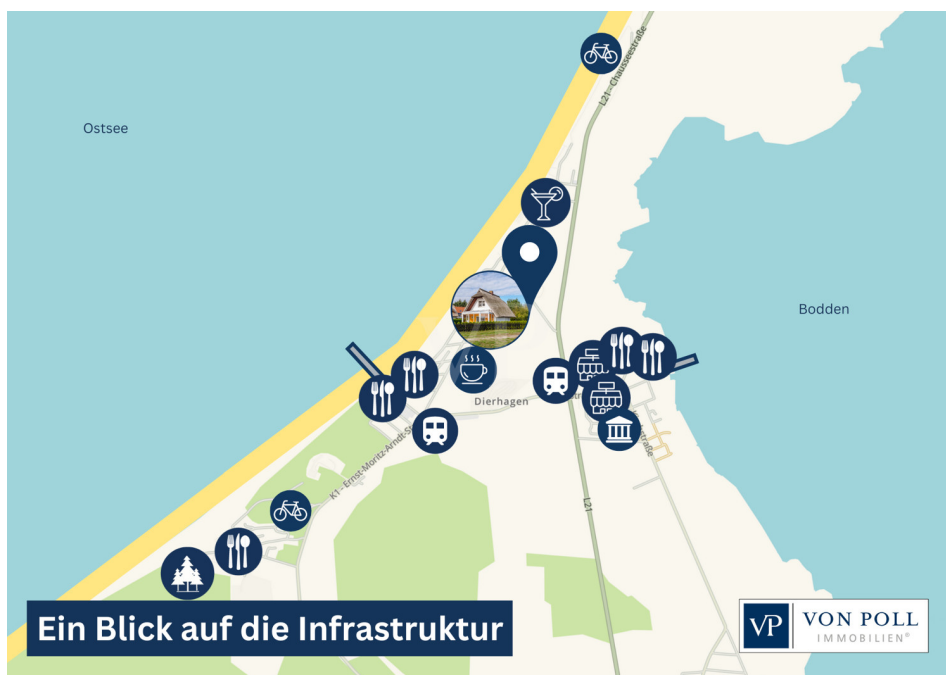 Ostsee
L21 - Chausseestraße
Bodden
Dierhagen
K1 - Ernst-Moritz-Arndt-St
L21
Ein Blick auf die Infrastruktur
VP
VON POLL
IMMOBILIEN®